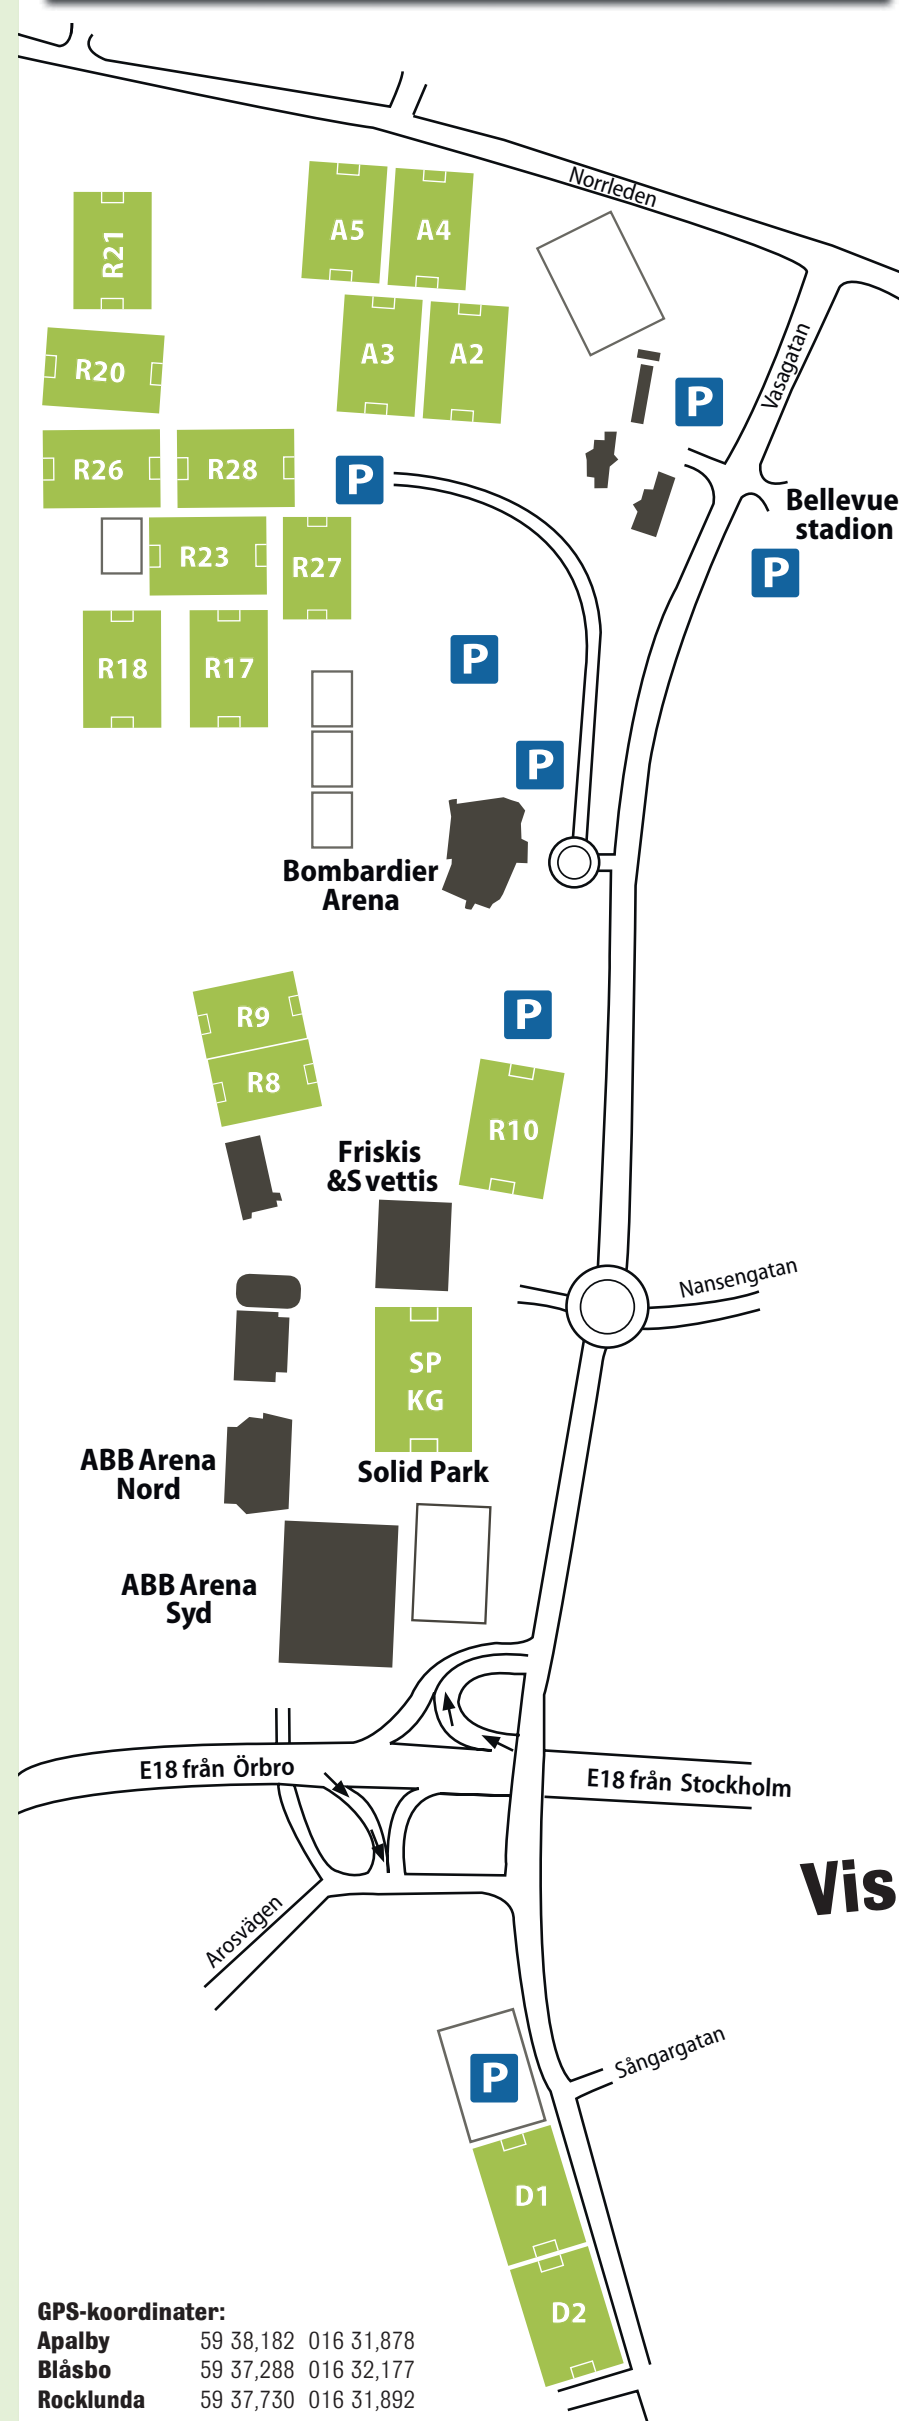 Norrleden
R21
A5
A4
A3
A2
R20
Vasagatan
P
R26
R28
P
Bellevue
stadion
R23
R27
P
R18
R17
P
P
Bombardier
Arena
R9
P
R8
R10
Friskis
&Svettis
Nansengatan
SP
KG
ABB Arena
Nord
Solid Park
ABB Arena
Syd
E18 från Örbro
E18 från Stockholm
Vis
Arosvägen
Sångargatan
P
D1
D2
GPS-koordinater:
Apalby 59 38,182 016 31,878
Blåsbo 59 37,288 016 32,177
Rocklunda 59 37,730 016 31,892